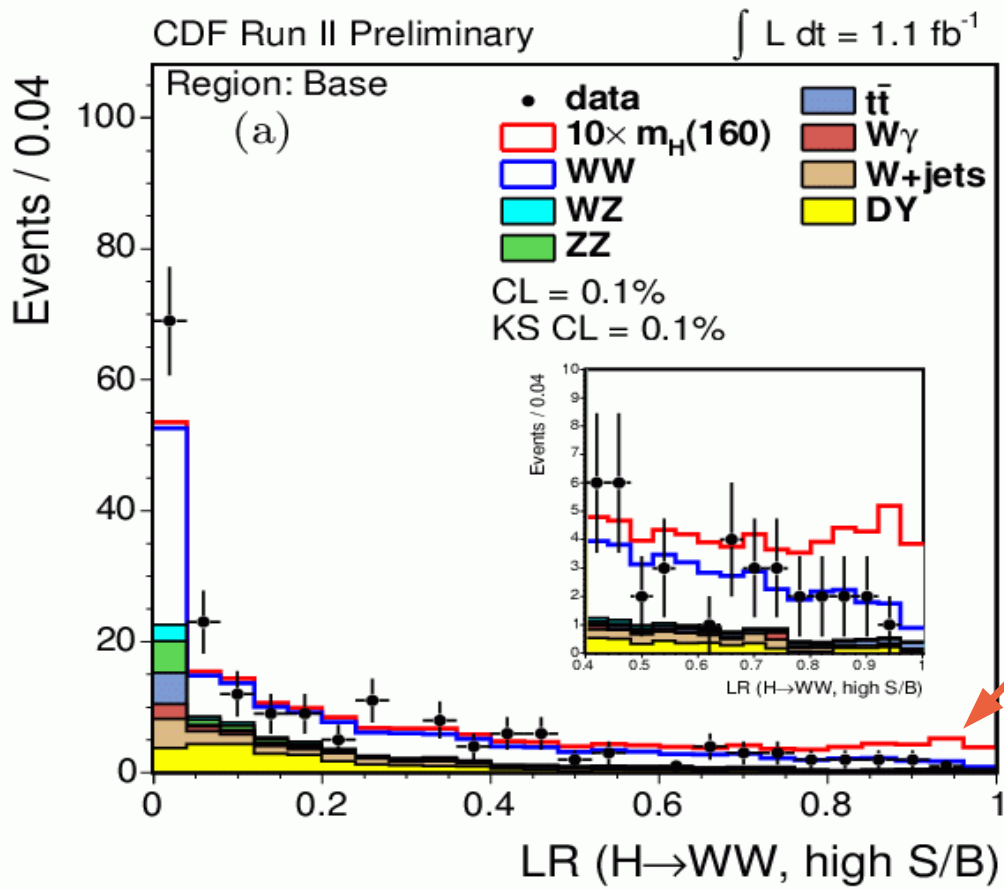 CDF Run II Preliminary
∫ L dt = 1.1 fb⁻¹
Region: Base
(a)
data
10× m_H(160)
WW
WZ
ZZ
tt̄
Wγ
W+jets
DY
CL = 0.1%
KS CL = 0.1%
Events / 0.04
100
80
60
40
20
0
0
0.2
0.4
0.6
0.8
1
LR (H→WW, high S/B)
Events / 0.04
10
9
8
7
6
5
4
3
2
1
0
0.4
0.5
0.6
0.7
0.8
0.9
1
LR (H→WW, high S/B)